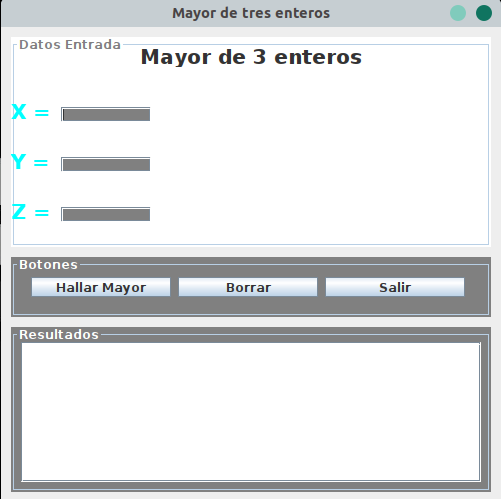 Mayor de tres enteros
Datos Entrada
Mayor de 3 enteros
X =
Y =
Z =
Botones
Hallar Mayor Borrar Salir
Resultados